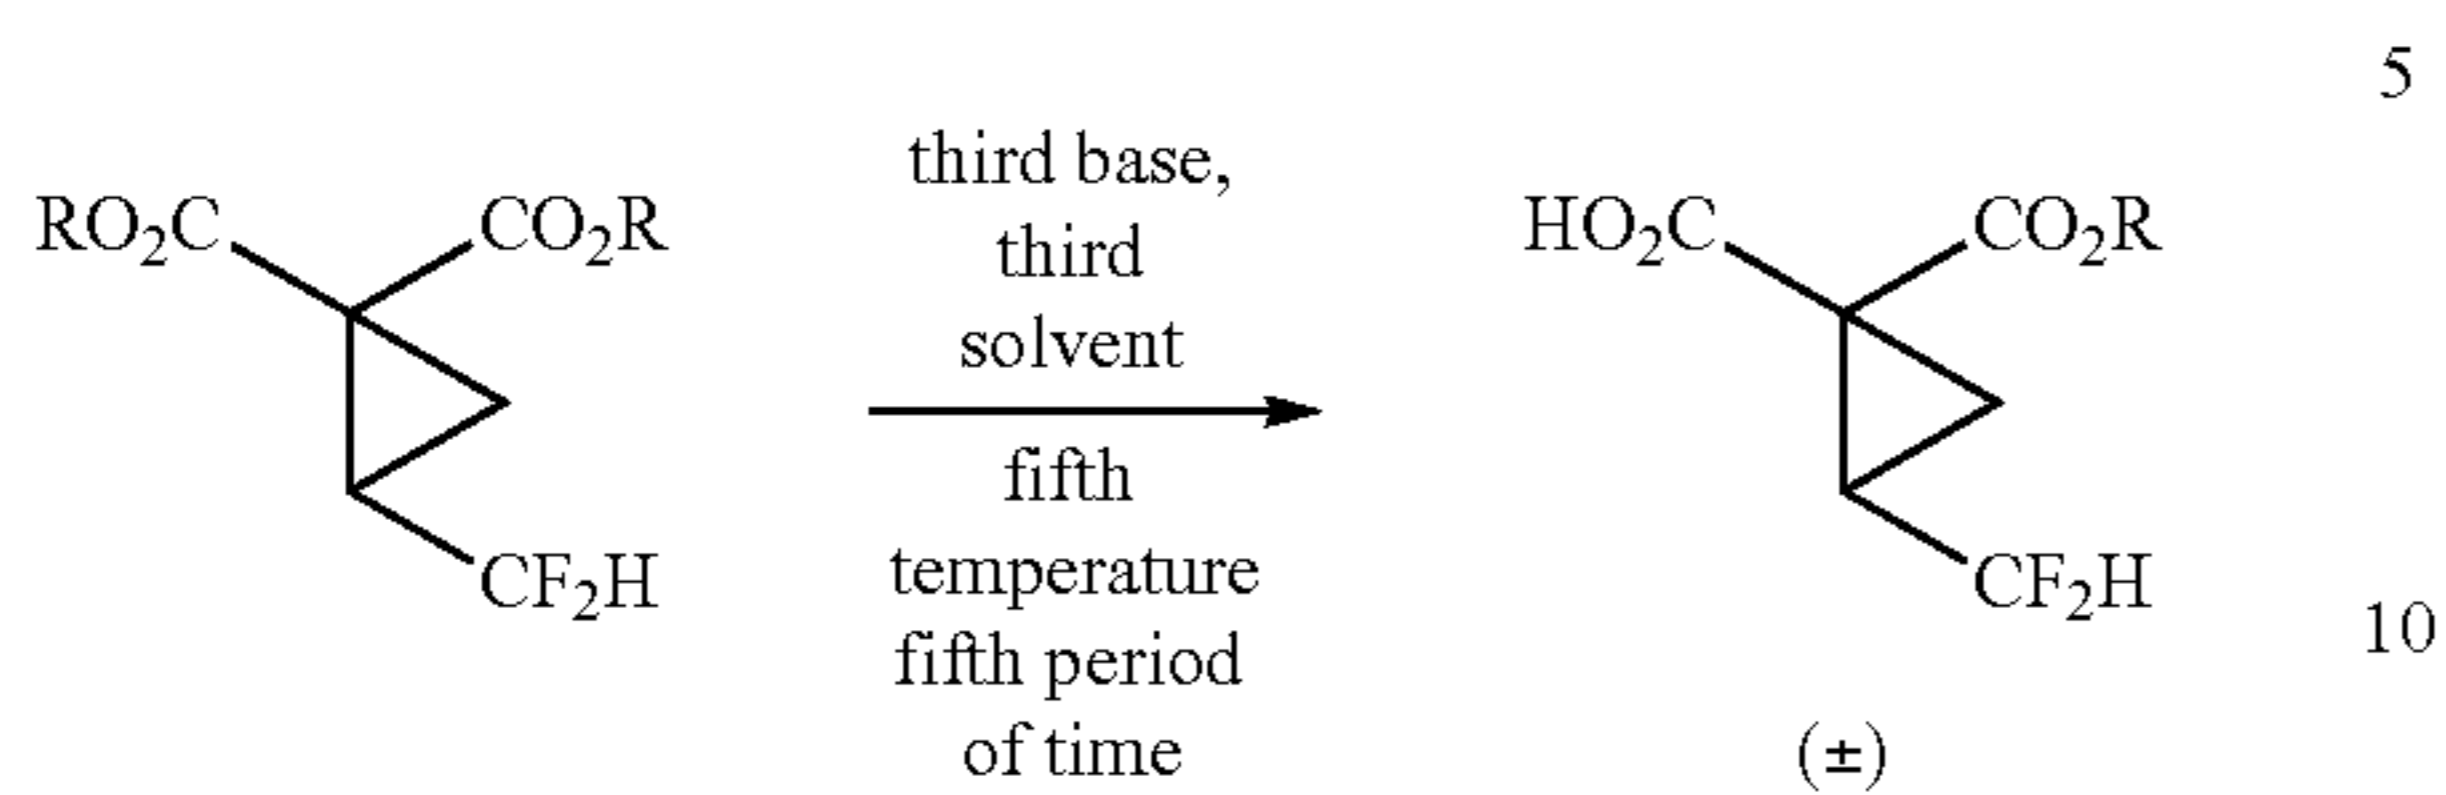 5
third base,
third
solvent
RO₂C CO₂R
HO₂C CO₂R
fifth
temperature
fifth period
of time
CF₂H
CF₂H
10
(±)